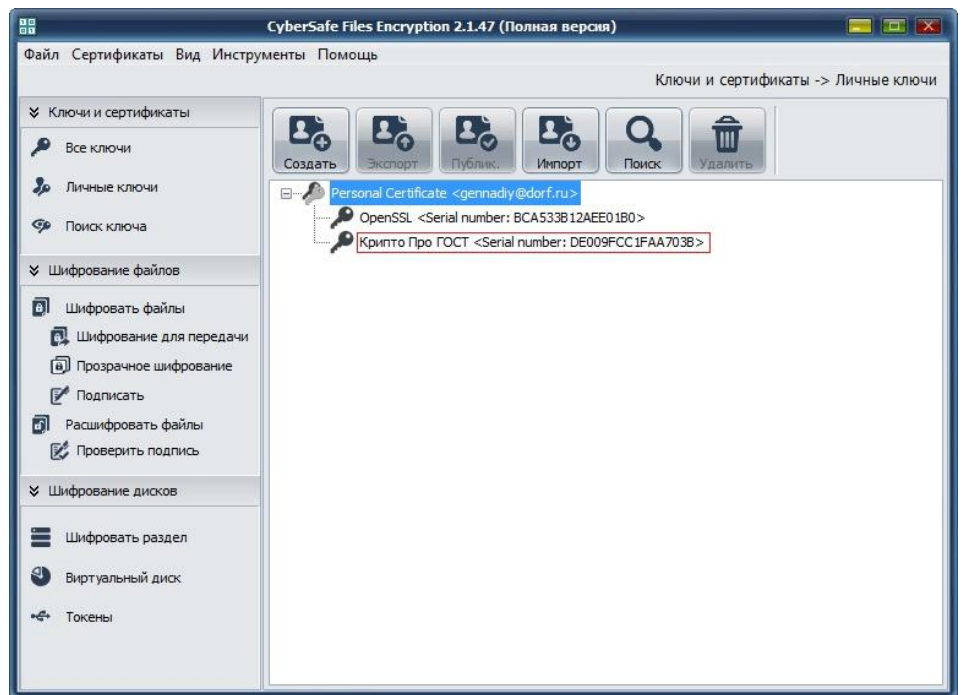 CyberSafe Files Encryption 2.1.47 (Полная версия)
Файл Сертификаты Вид Инструменты Помощь
Ключи и сертификаты -> Личные ключи
Ключи и сертификаты
Все ключи
Личные ключи
Поиск ключа
Шифрование файлов
Шифровать файлы
Шифрование для передачи
Прозрачное шифрование
Подписать
Расшифровать файлы
Проверить подпись
Шифрование дисков
Шифровать раздел
Виртуальный диск
Токены
Создать Экспорт Публик. Импорт Поиск Удалить
Personal Certificate <gennadiy@dorf.ru>
OpenSSL <Serial number: BCA533B12AEE01B0>
Крипто Про ГОСТ <Serial number: DE009FCC1FAA703B>